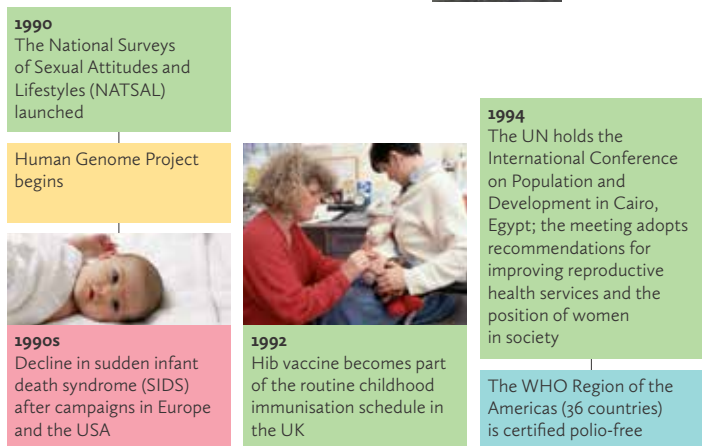 1990
The National Surveys
of Sexual Attitudes and
Lifestyles (NATSAL)
launched
Human Genome Project
begins
1990s
Decline in sudden infant
death syndrome (SIDS)
after campaigns in Europe
and the USA
1992
Hib vaccine becomes part
of the routine childhood
immunisation schedule in
the UK
1994
The UN holds the
International Conference
on Population and
Development in Cairo,
Egypt; the meeting adopts
recommendations for
improving reproductive
health services and the
position of women
in society
The WHO Region of the
Americas (36 countries)
is certified polio-free